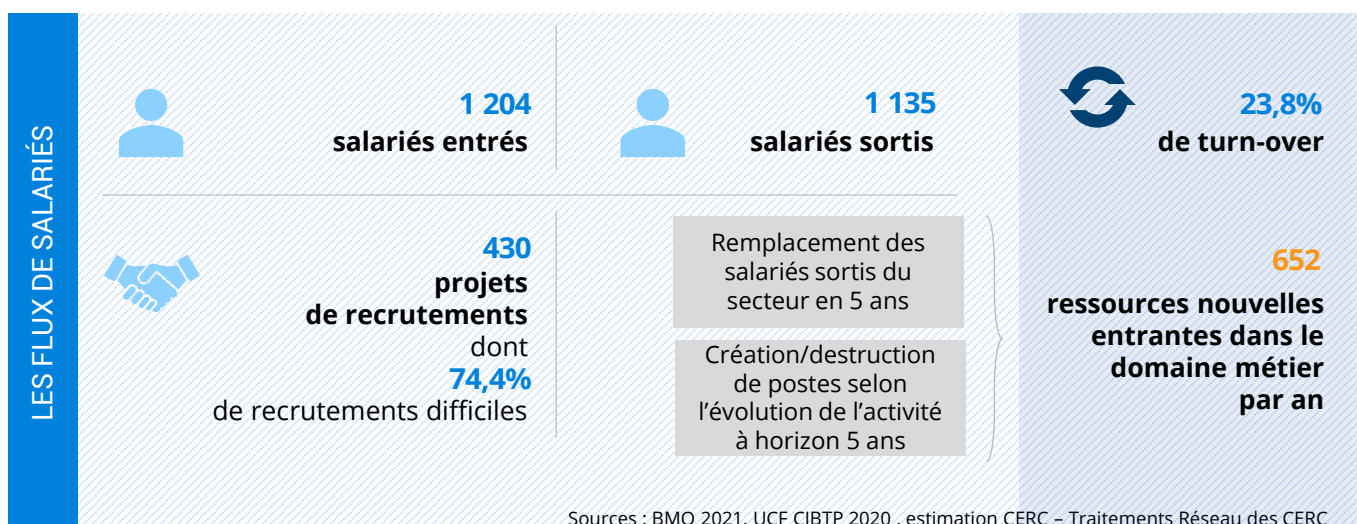 LES FLUX DE SALARIÉS
1 204
salariés entrés
1 135
salariés sortis
23,8%
de turn-over
430
projets
de recrutements
dont
74,4%
de recrutements difficiles
Remplacement des
salariés sortis du
secteur en 5 ans
Création/destruction
de postes selon
l’évolution de l’activité
à horizon 5 ans
652
ressources nouvelles
entrantes dans le
domaine métier
par an
Sources : BMO 2021, UCF CIBTP 2020 , estimation CERC – Traitements Réseau des CERC